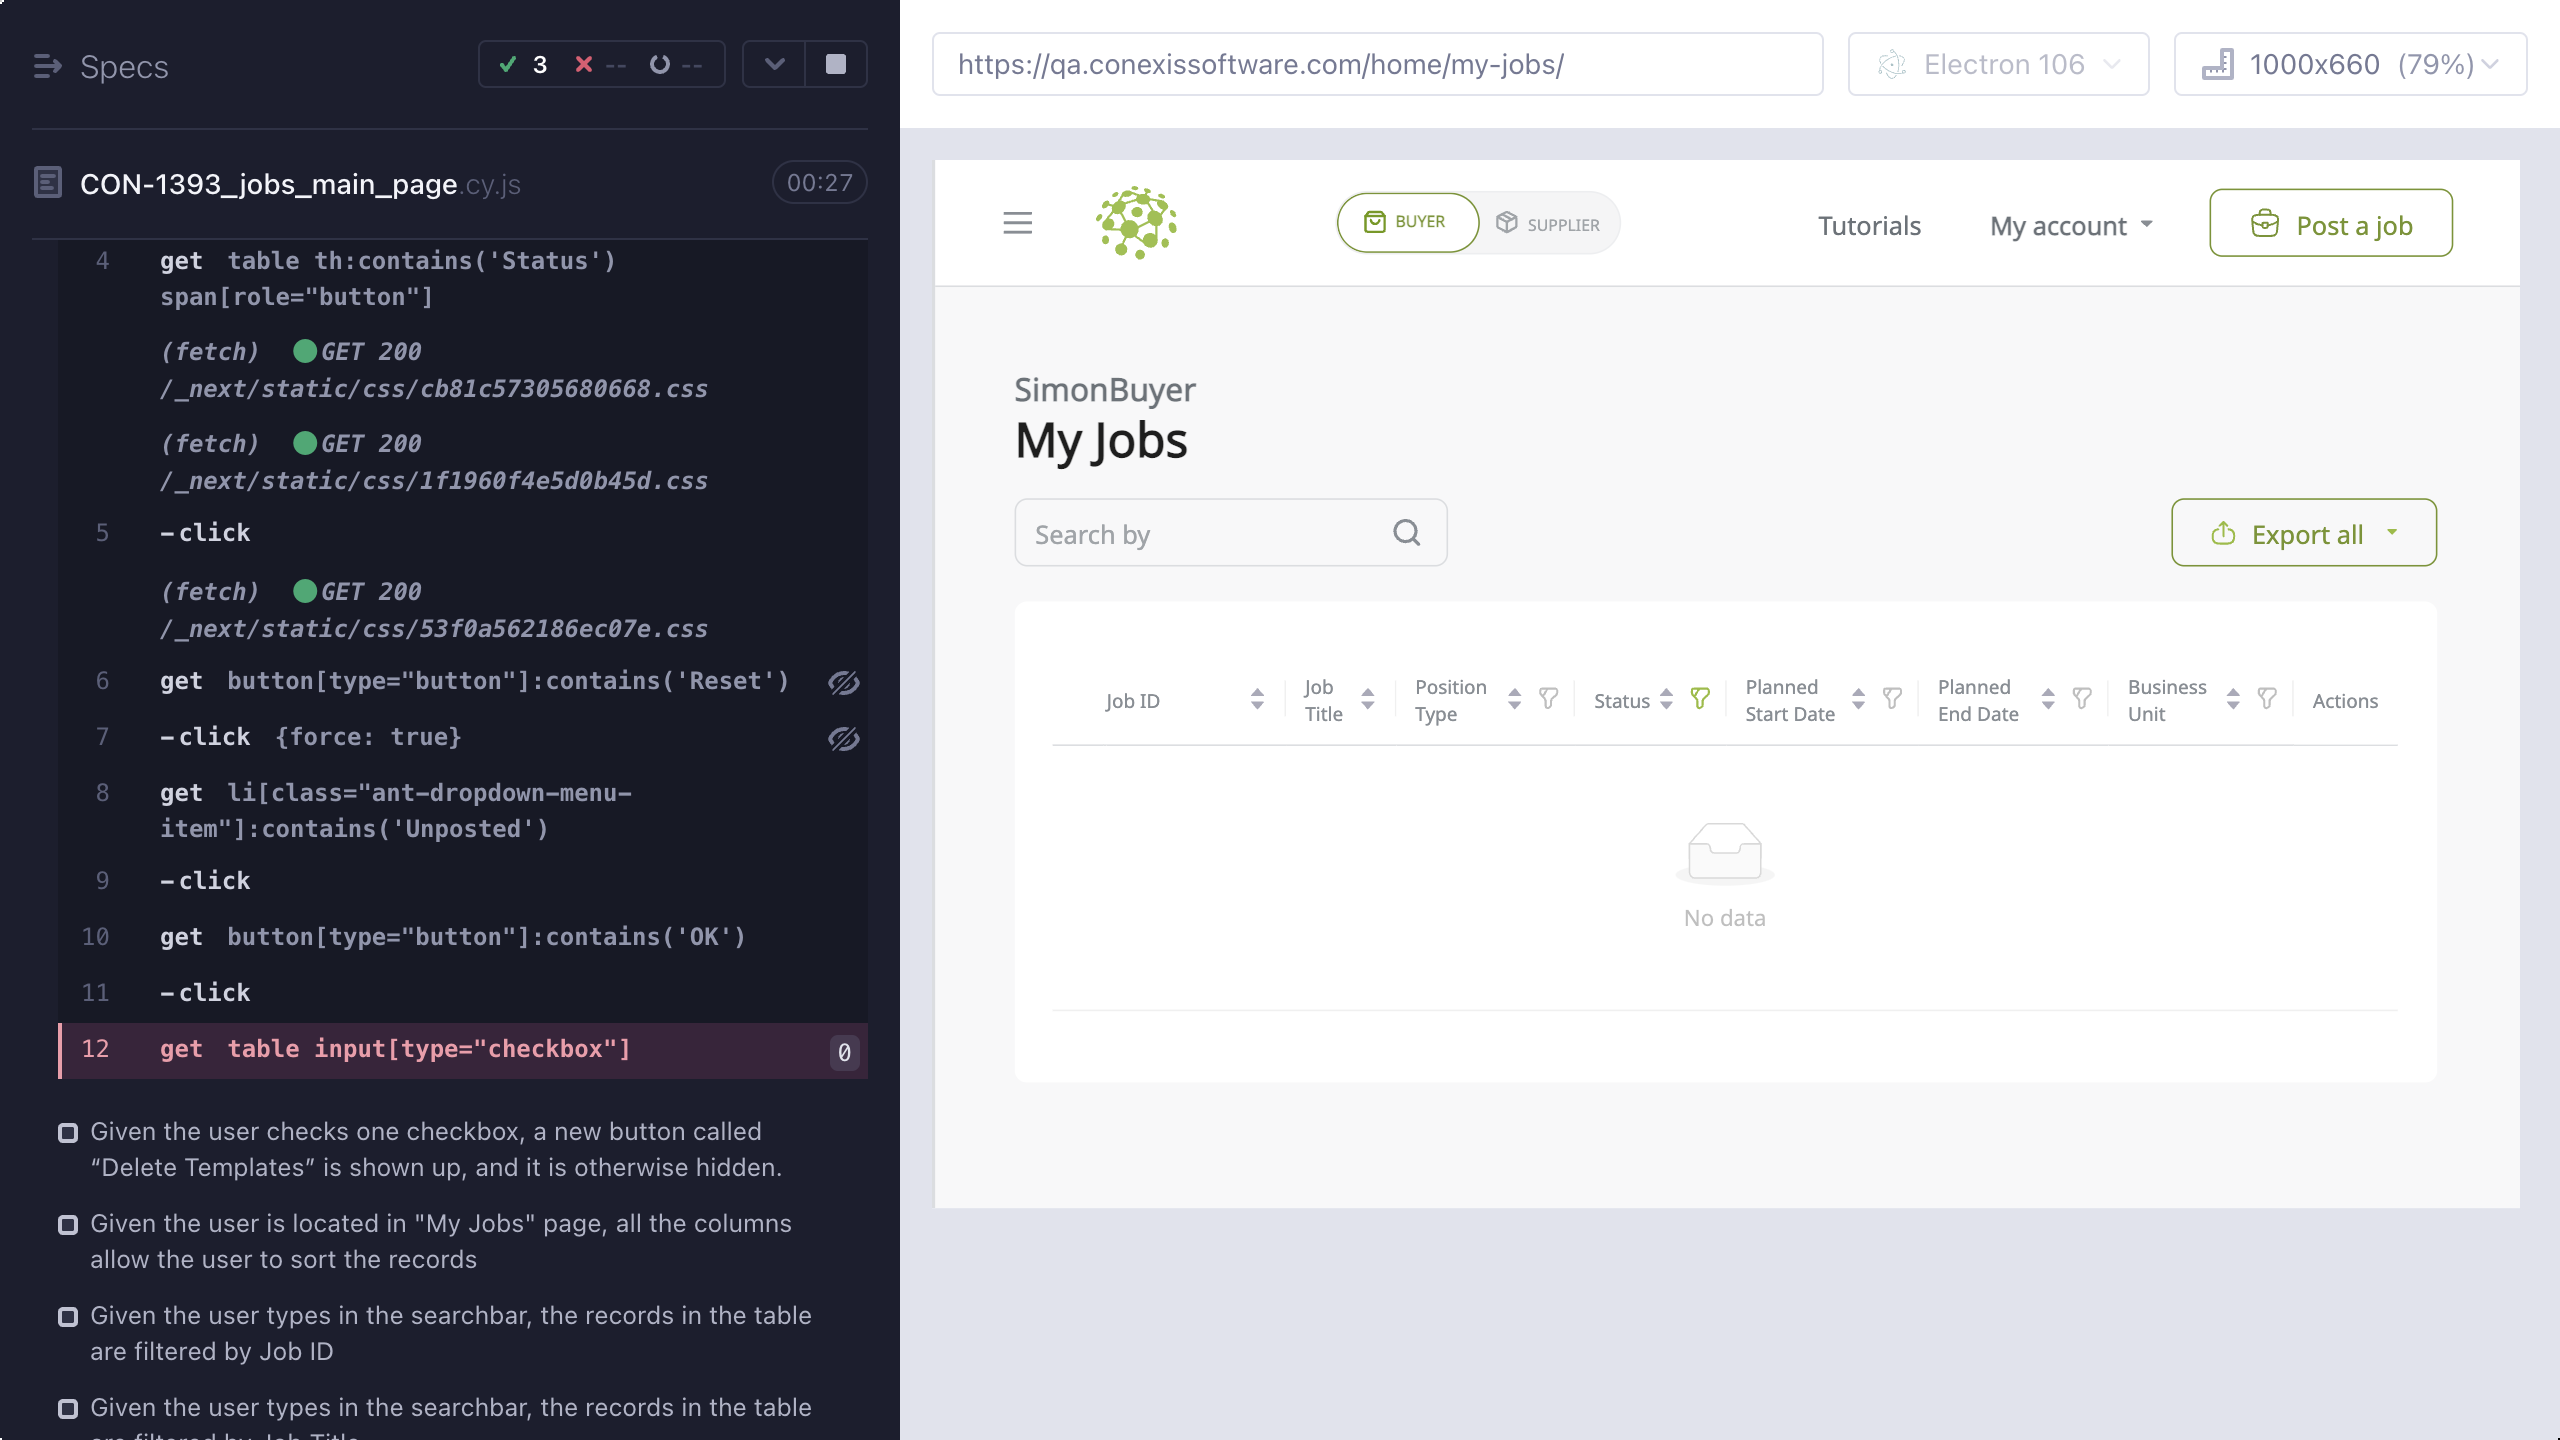 Specs
3
--
--
CON-1393_jobs_main_page.cy.js
00:27
4 get table th:contains('Status')
span[role="button"]
(fetch) GET 200
/_next/static/css/cb81c57305680668.css
(fetch) GET 200
/_next/static/css/1f1960f4e5d0b45d.css
5 -click
(fetch) GET 200
/_next/static/css/53f0a562186ec07e.css
6 get button[type="button"]:contains('Reset')
7 -click {force: true}
8 get li[class="ant-dropdown-menu-
item"]:contains('Unposted')
9 -click
10 get button[type="button"]:contains('OK')
11 -click
12 get table input[type="checkbox"] 0
Given the user checks one checkbox, a new button called
“Delete Templates” is shown up, and it is otherwise hidden.
Given the user is located in "My Jobs" page, all the columns
allow the user to sort the records
Given the user types in the searchbar, the records in the table
are filtered by Job ID
Given the user types in the searchbar, the records in the table
are filtered by Job Title
https://qa.conexissoftware.com/home/my-jobs/
Electron 106
1000x660 (79%)
BUYER
SUPPLIER
Tutorials
My account
Post a job
SimonBuyer
My Jobs
Search by
Export all
Job ID
Job
Title
Position
Type
Status
Planned
Start Date
Planned
End Date
Business
Unit
Actions
No data